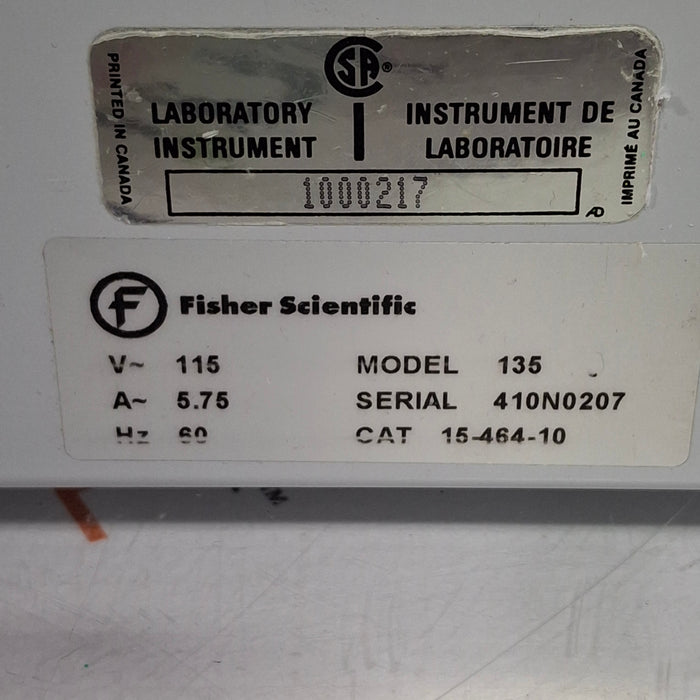 PRINTED IN CANADA
SA®
LABORATORY INSTRUMENT
INSTRUMENT DE LABORATOIRE
IMPRIMÉ AU CANADA
1000217
F Fisher Scientific
V~ 115 MODEL 135
A~ 5.75 SERIAL 410N0207
Hz 60 CAT 15-464-10